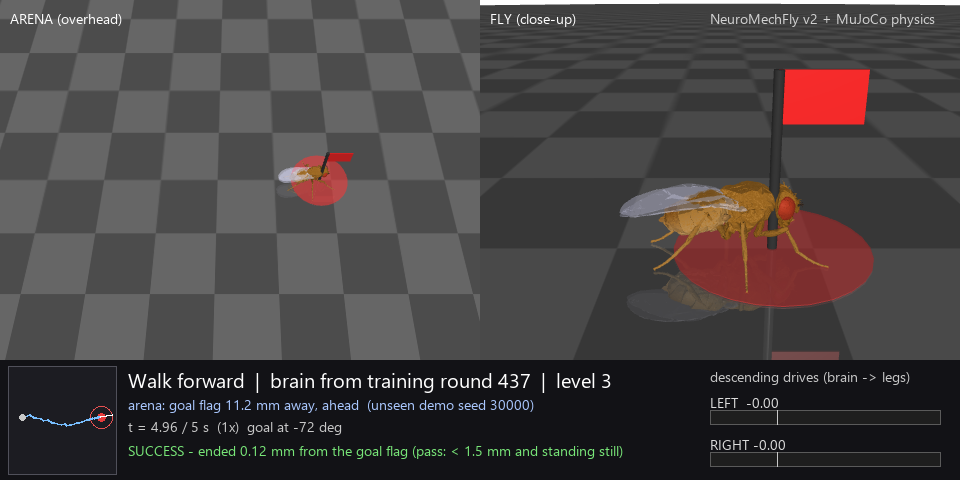 ARENA (overhead)
FLY (close-up)
NeuroMechFly v2 + MuJoCo physics
Walk forward | brain from training round 437 | level 3
arena: goal flag 11.2 mm away, ahead (unseen demo seed 30000)
t = 4.96 / 5 s (1x) goal at -72 deg
SUCCESS - ended 0.12 mm from the goal flag (pass: < 1.5 mm and standing still)
descending drives (brain -> legs)
LEFT -0.00
RIGHT -0.00